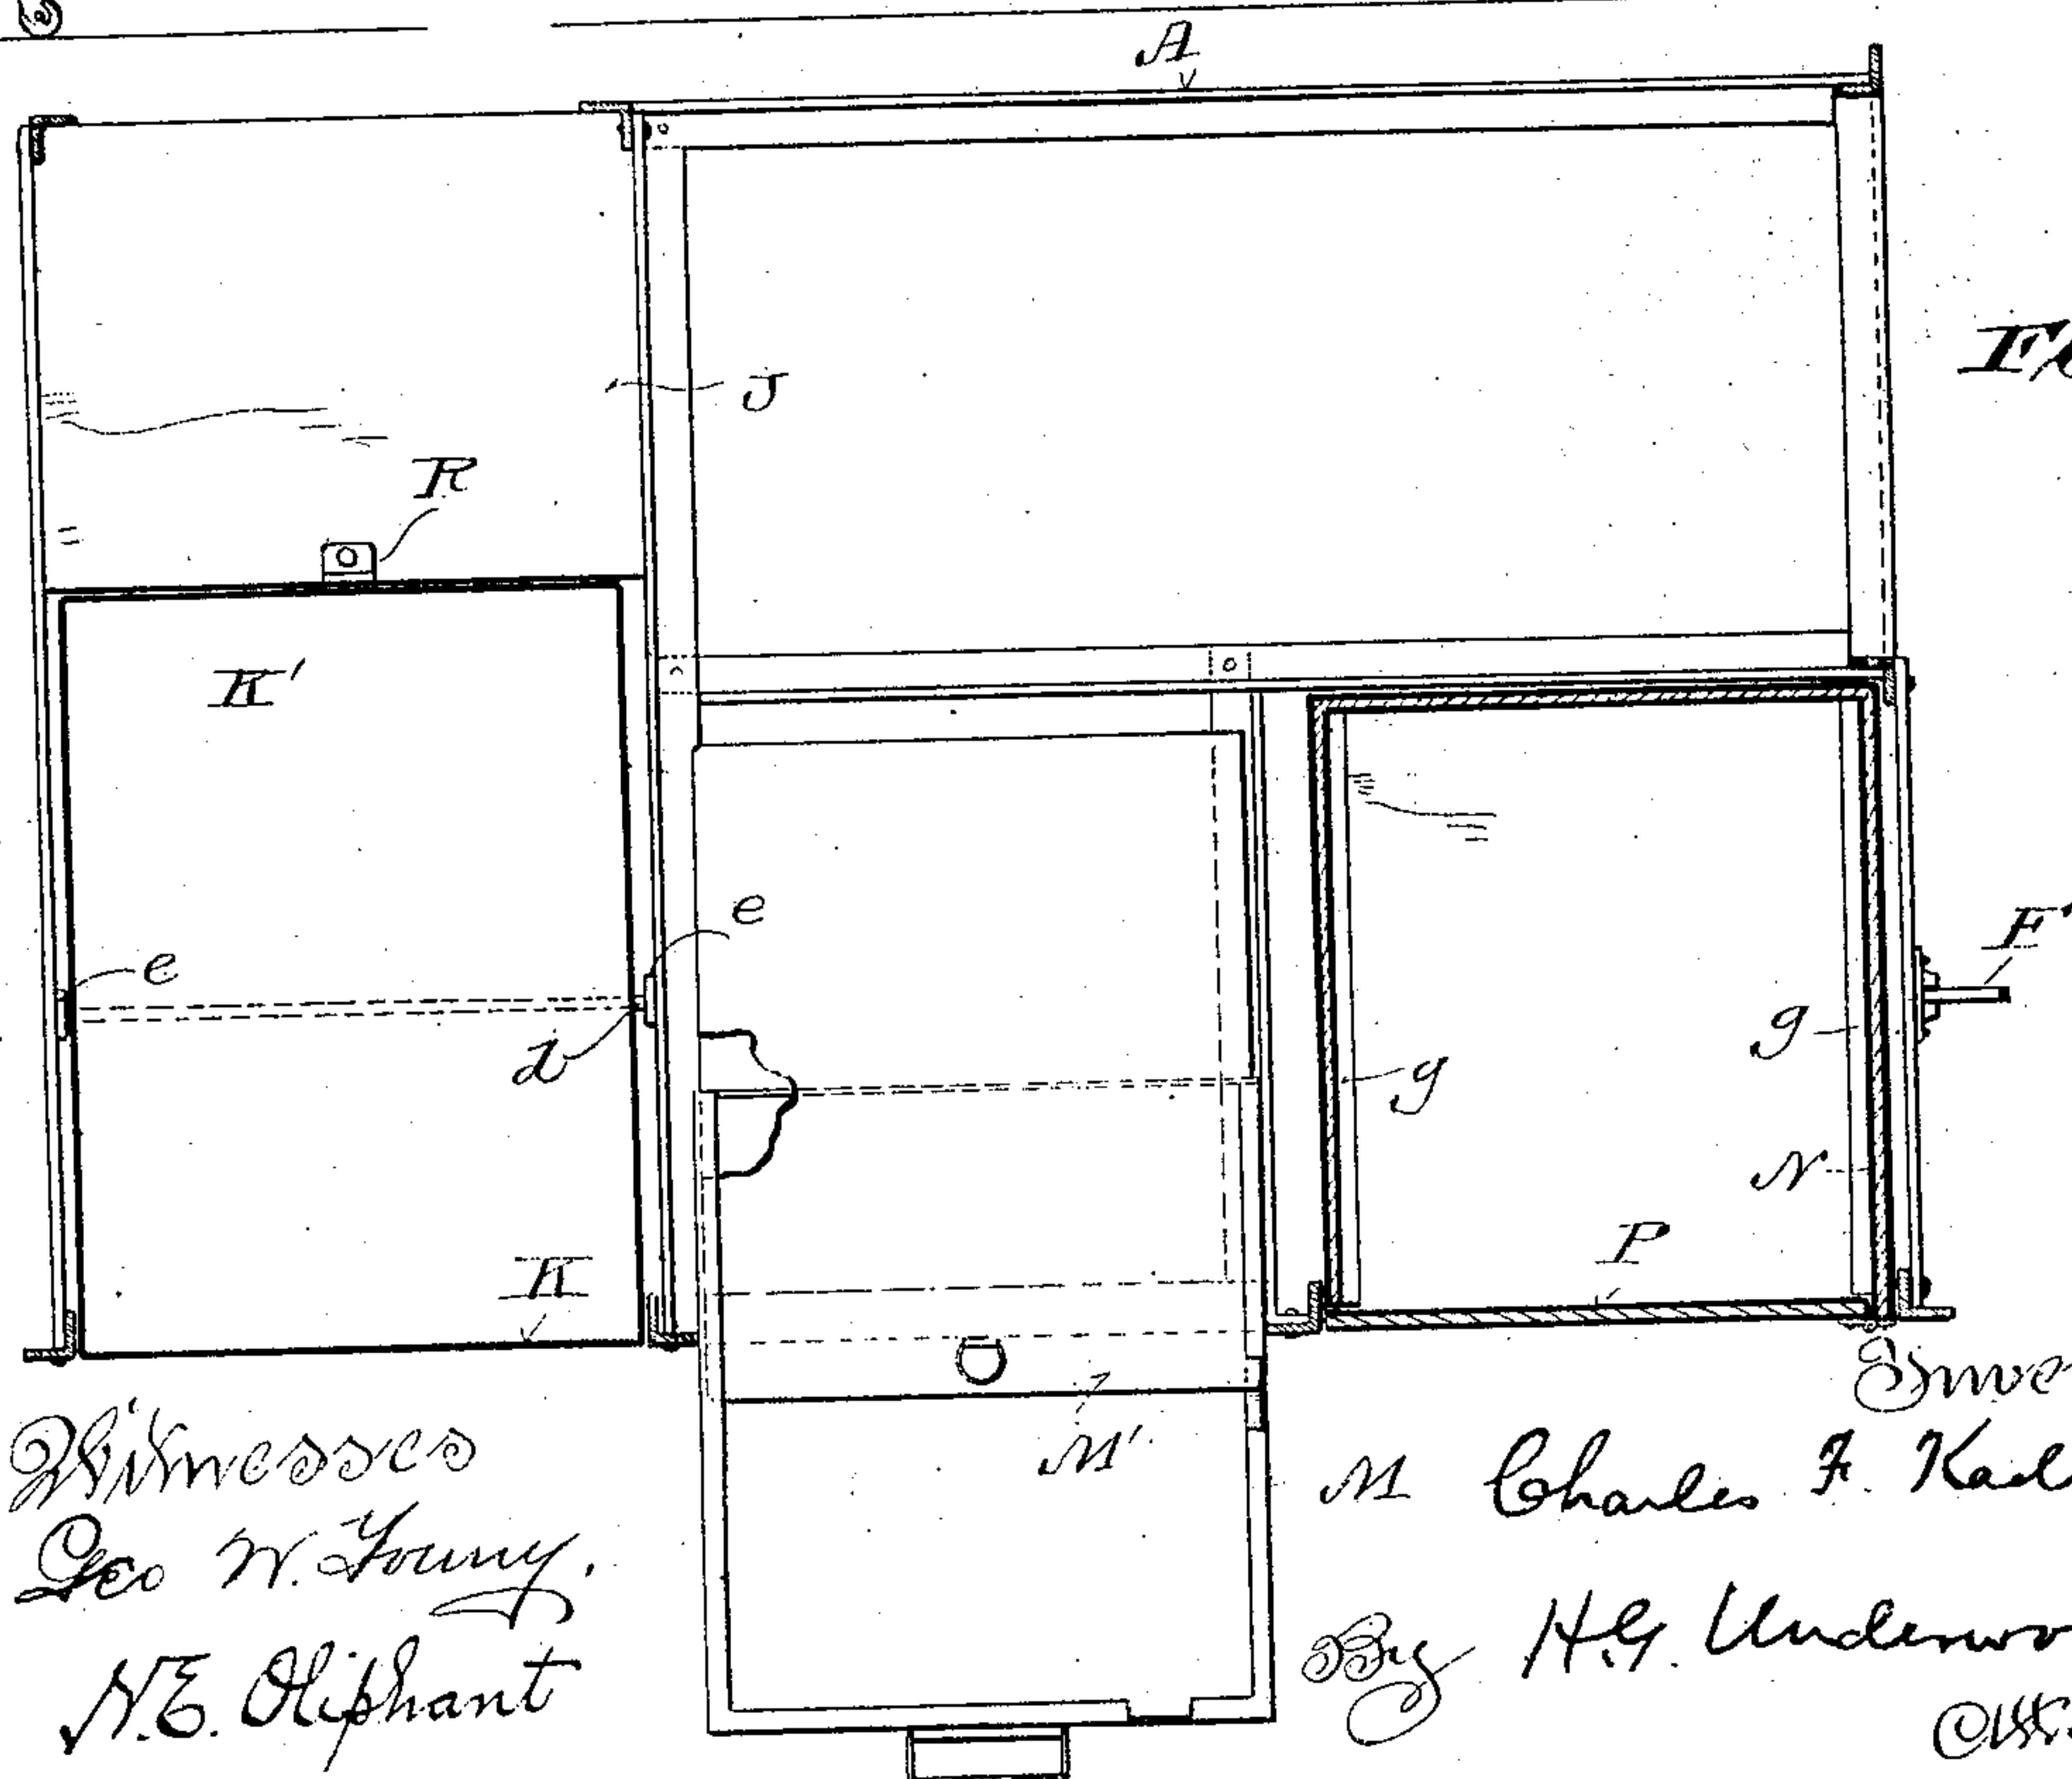 A
J
R
K'
e
e
d
g
g
F'
N
P
K
M'
M
Witnesses
Geo W. Young.
N. E. Oliphant
Charles F.
By H. G.